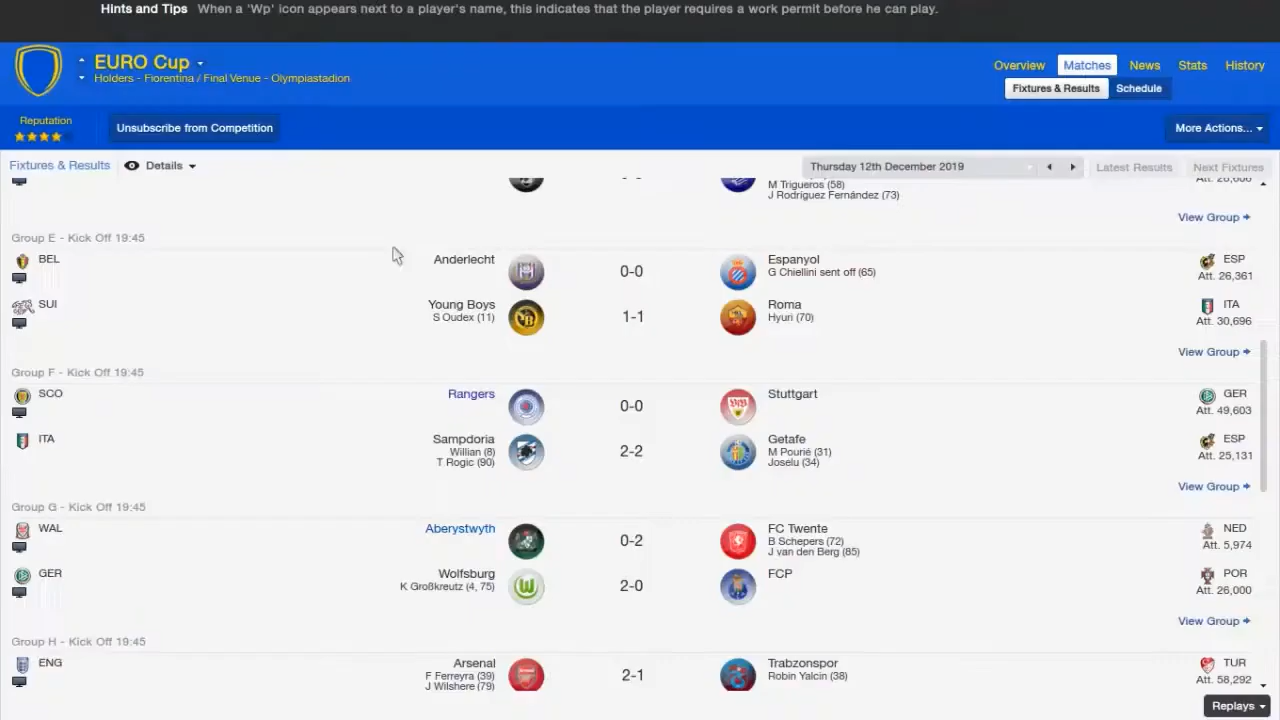 Hints and Tips When a 'Wp' icon appears next to a player's name, this indicates that the player requires a work permit before he can play.
EURO Cup
Holders - Fiorentina / Final Venue - Olympiastadion
Overview Matches News Stats History
Fixtures & Results Schedule
Reputation
Unsubscribe from Competition
More Actions...
Fixtures & Results Details Thursday 12th December 2019 Latest Results Next Fixtures
M Trigueros (58)
J Rodríguez Fernández (73)
View Group
Group E - Kick Off 19:45
BEL Anderlecht 0-0 Espanyol ESP
G Chiellini sent off (65) Att. 26,361
SUI Young Boys 1-1 Roma ITA
S Oudex (11) Hyuri (70) Att. 30,696
View Group
Group F - Kick Off 19:45
SCO Rangers 0-0 Stuttgart GER
Att. 49,603
ITA Sampdoria 2-2 Getafe ESP
Willian (8) M Pourié (31) Att. 25,131
T Rogic (90) Joselu (34)
View Group
Group G - Kick Off 19:45
WAL Aberystwyth 0-2 FC Twente NED
B Schepers (72) Att. 5,974
J van den Berg (85)
GER Wolfsburg 2-0 FCP POR
K Großkreutz (4, 75) Att. 26,000
View Group
Group H - Kick Off 19:45
ENG Arsenal 2-1 Trabzonspor TUR
F Ferreyra (39) Robin Yalcin (38) Att. 58,292
J Wilshere (79)
Replays